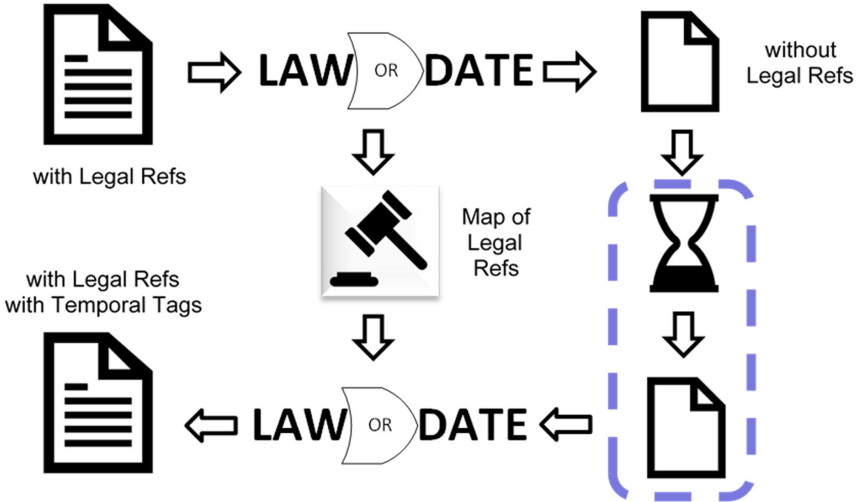 LAW OR DATE
without
Legal Refs
with Legal Refs
Map of
Legal
Refs
with Legal Refs
with Temporal Tags
LAW OR DATE